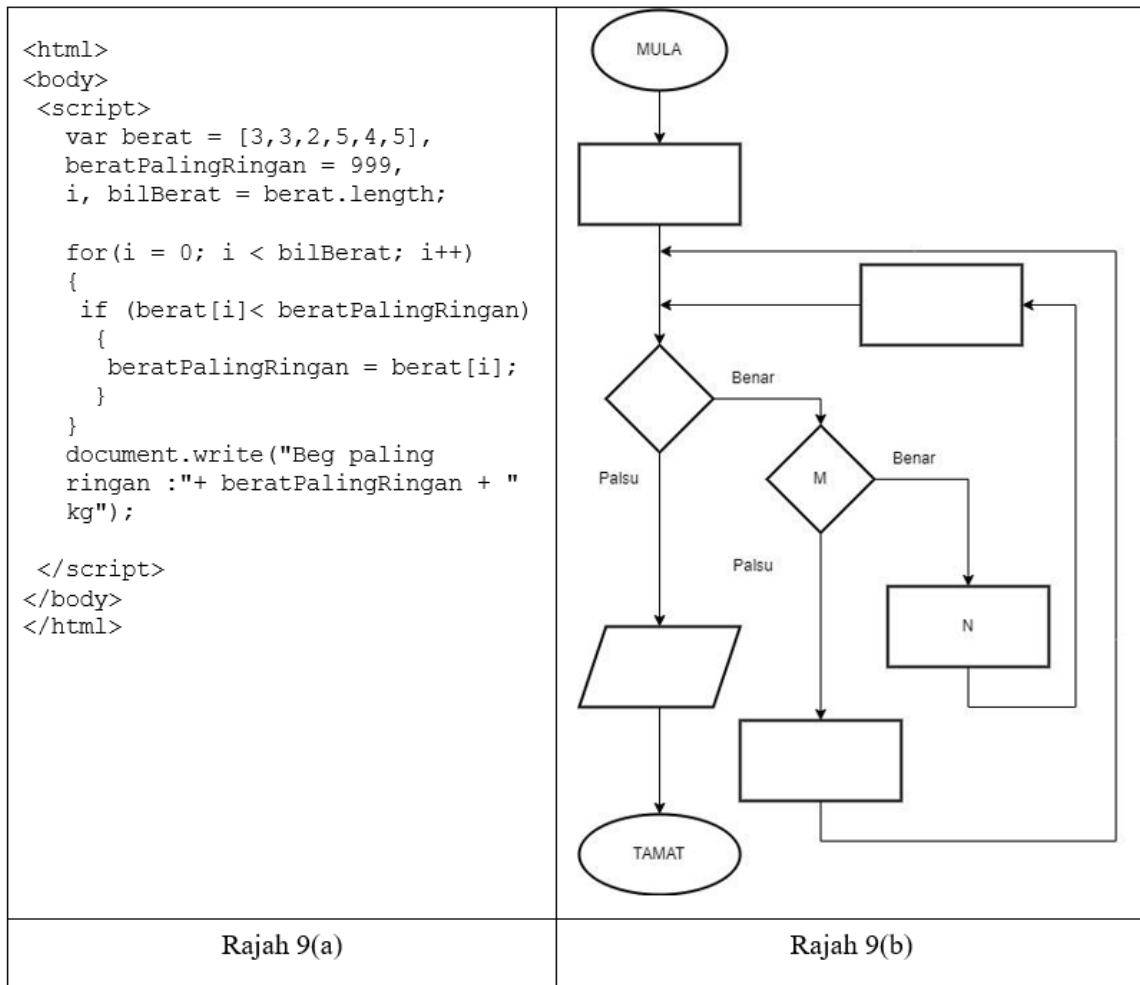 <html>
<body>
<script>
var berat = [3,3,2,5,4,5],
beratPalingRingan = 999,
i, bilBerat = berat.length;
for(i = 0; i < bilBerat; i++)
{
if (berat[i]< beratPalingRingan)
{
beratPalingRingan = berat[i];
}
}
document.write("Beg paling
ringan :"+ beratPalingRingan + "
kg");
</script>
</body>
</html>
MULA
Benar
Palsu
M
Benar
Palsu
N
TAMAT
Rajah 9(a)
Rajah 9(b)